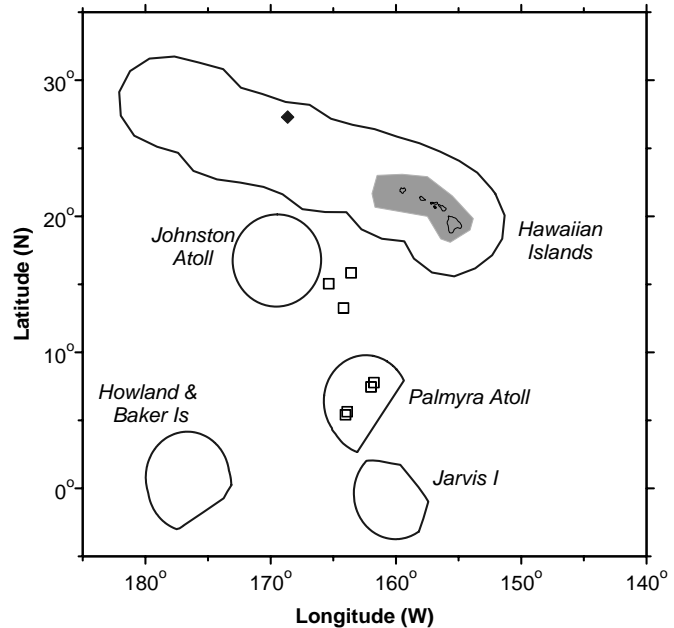 30°
20°
10°
0°
Latitude (N)
Hawaiian
Islands
Johnston
Atoll
Howland &
Baker Is
Palmyra Atoll
Jarvis I
180°
170°
160°
150°
140°
Longitude (W)